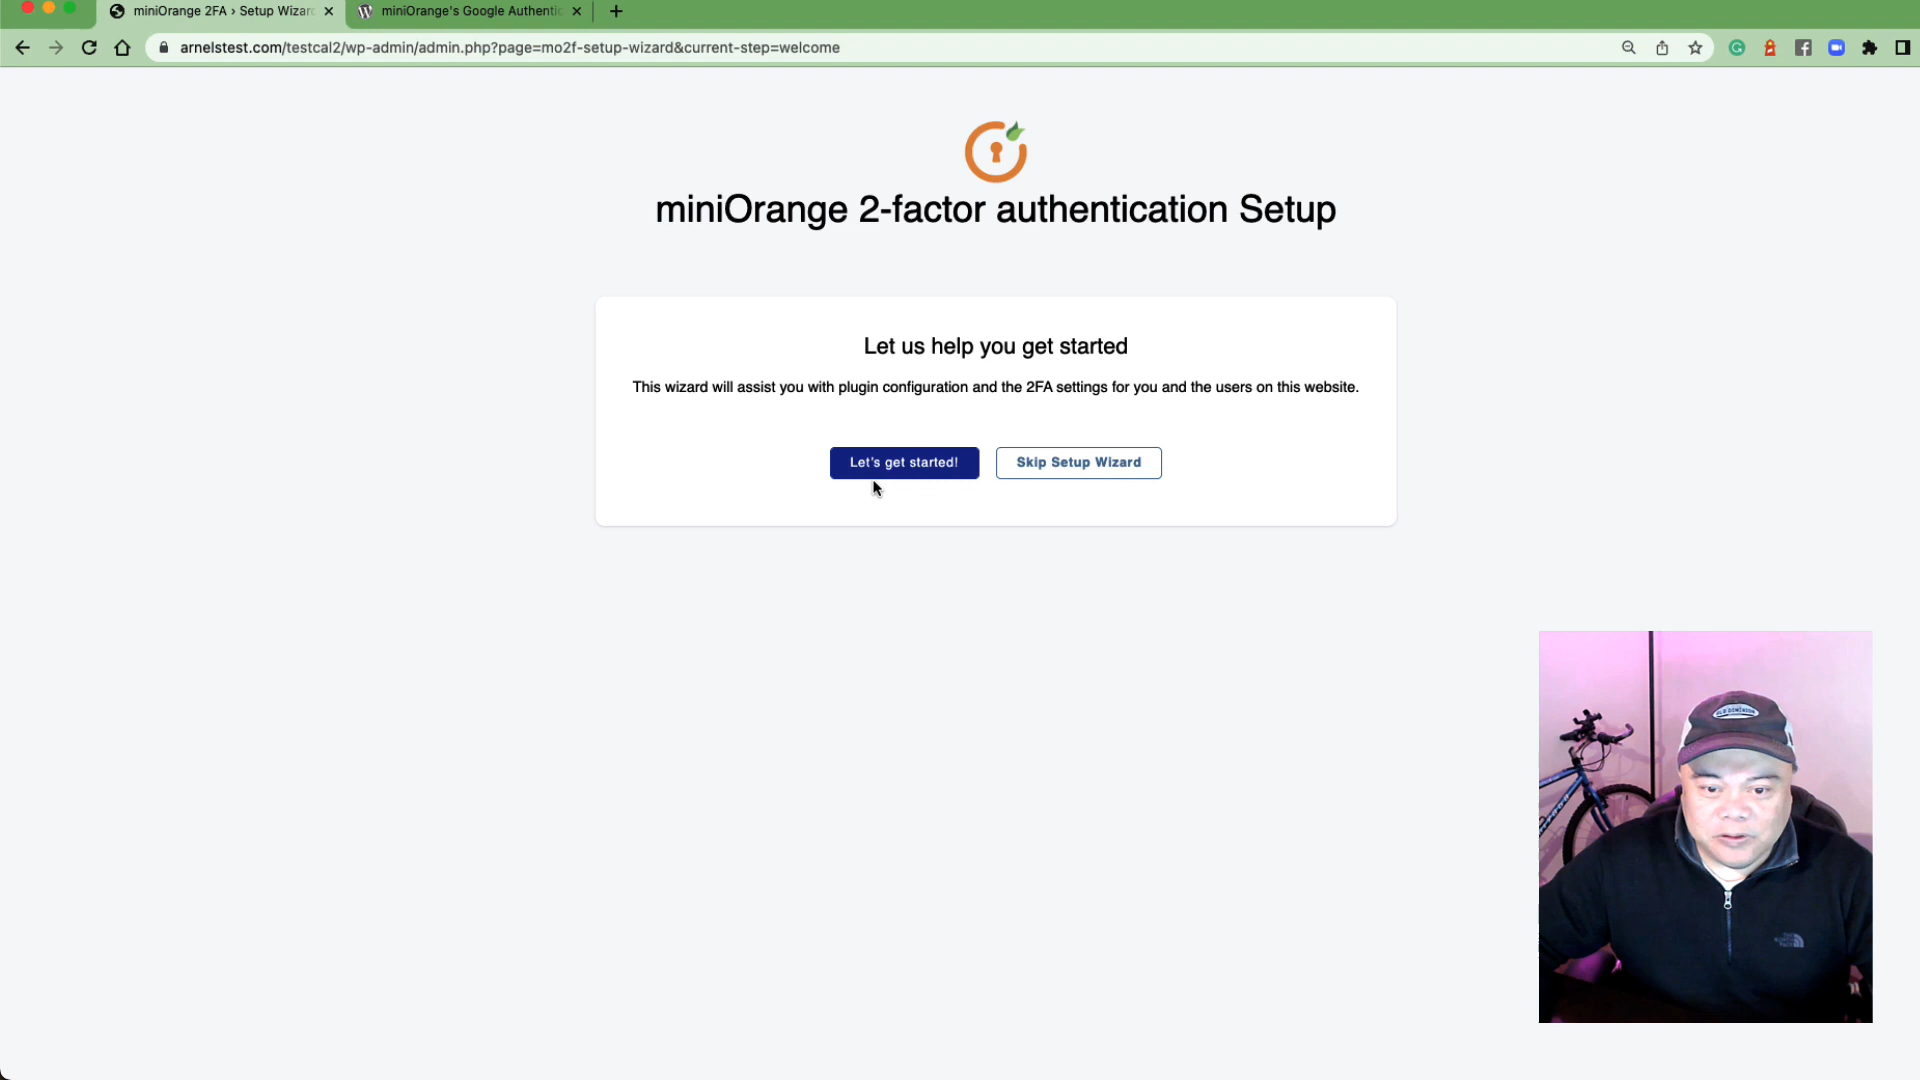 miniOrange 2FA › Setup Wizar
miniOrange's Google Authentic
arnelstest.com/testcal2/wp-admin/admin.php?page=mo2f-setup-wizard&current-step=welcome
miniOrange 2-factor authentication Setup
Let us help you get started
This wizard will assist you with plugin configuration and the 2FA settings for you and the users on this website.
Let's get started!
Skip Setup Wizard
OLD DOMINION